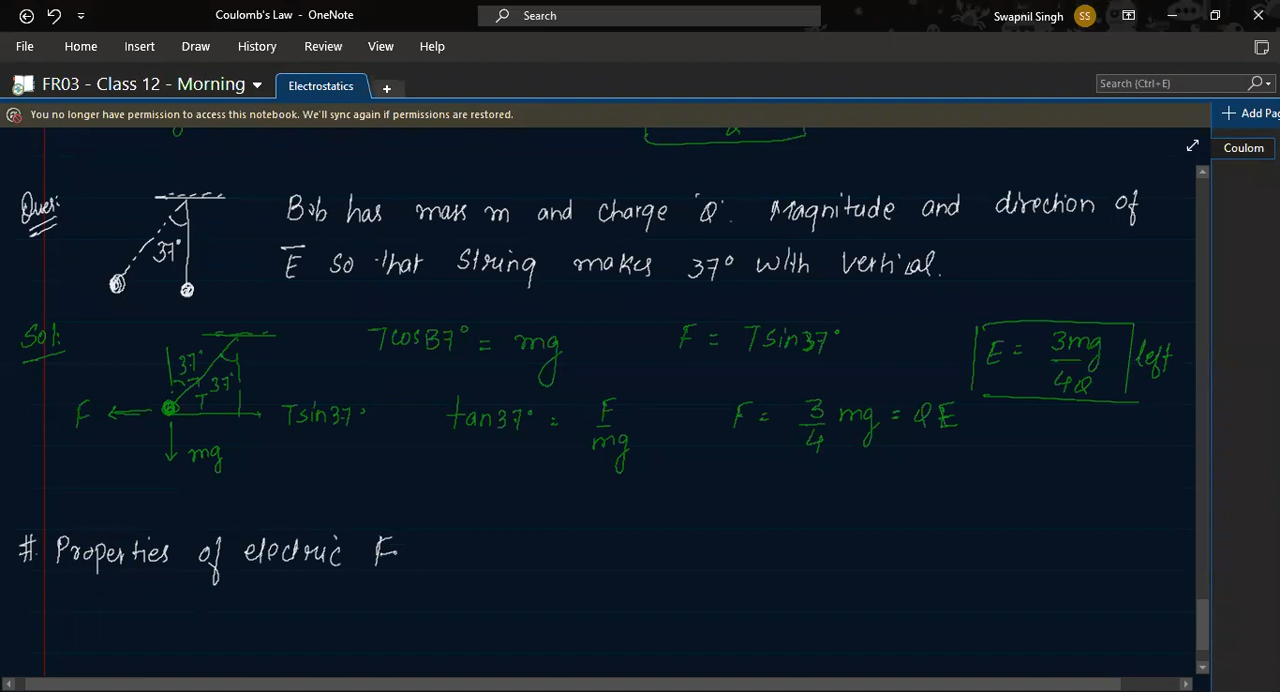 Coulomb's Law - OneNote
Search
Swapnil Singh
SS
File Home Insert Draw History Review View Help
FR03 - Class 12 - Morning
Electrostatics
+
Search (Ctrl+E)
You no longer have permission to access this notebook. We'll sync again if permissions are restored.
Add Pag
Coulom
Ques:
37°
Bob has mass m and charge 'Q'. Magnitude and direction of
E̅ so that string makes 37° with vertical.
Sol:
37°
37°
T
F
mg
Tsin37°
Tcos37° = mg
F = Tsin37°
E = 3mg/4Q left
tan37° = F/mg
F = 3/4 mg = QE
# Properties of electric F